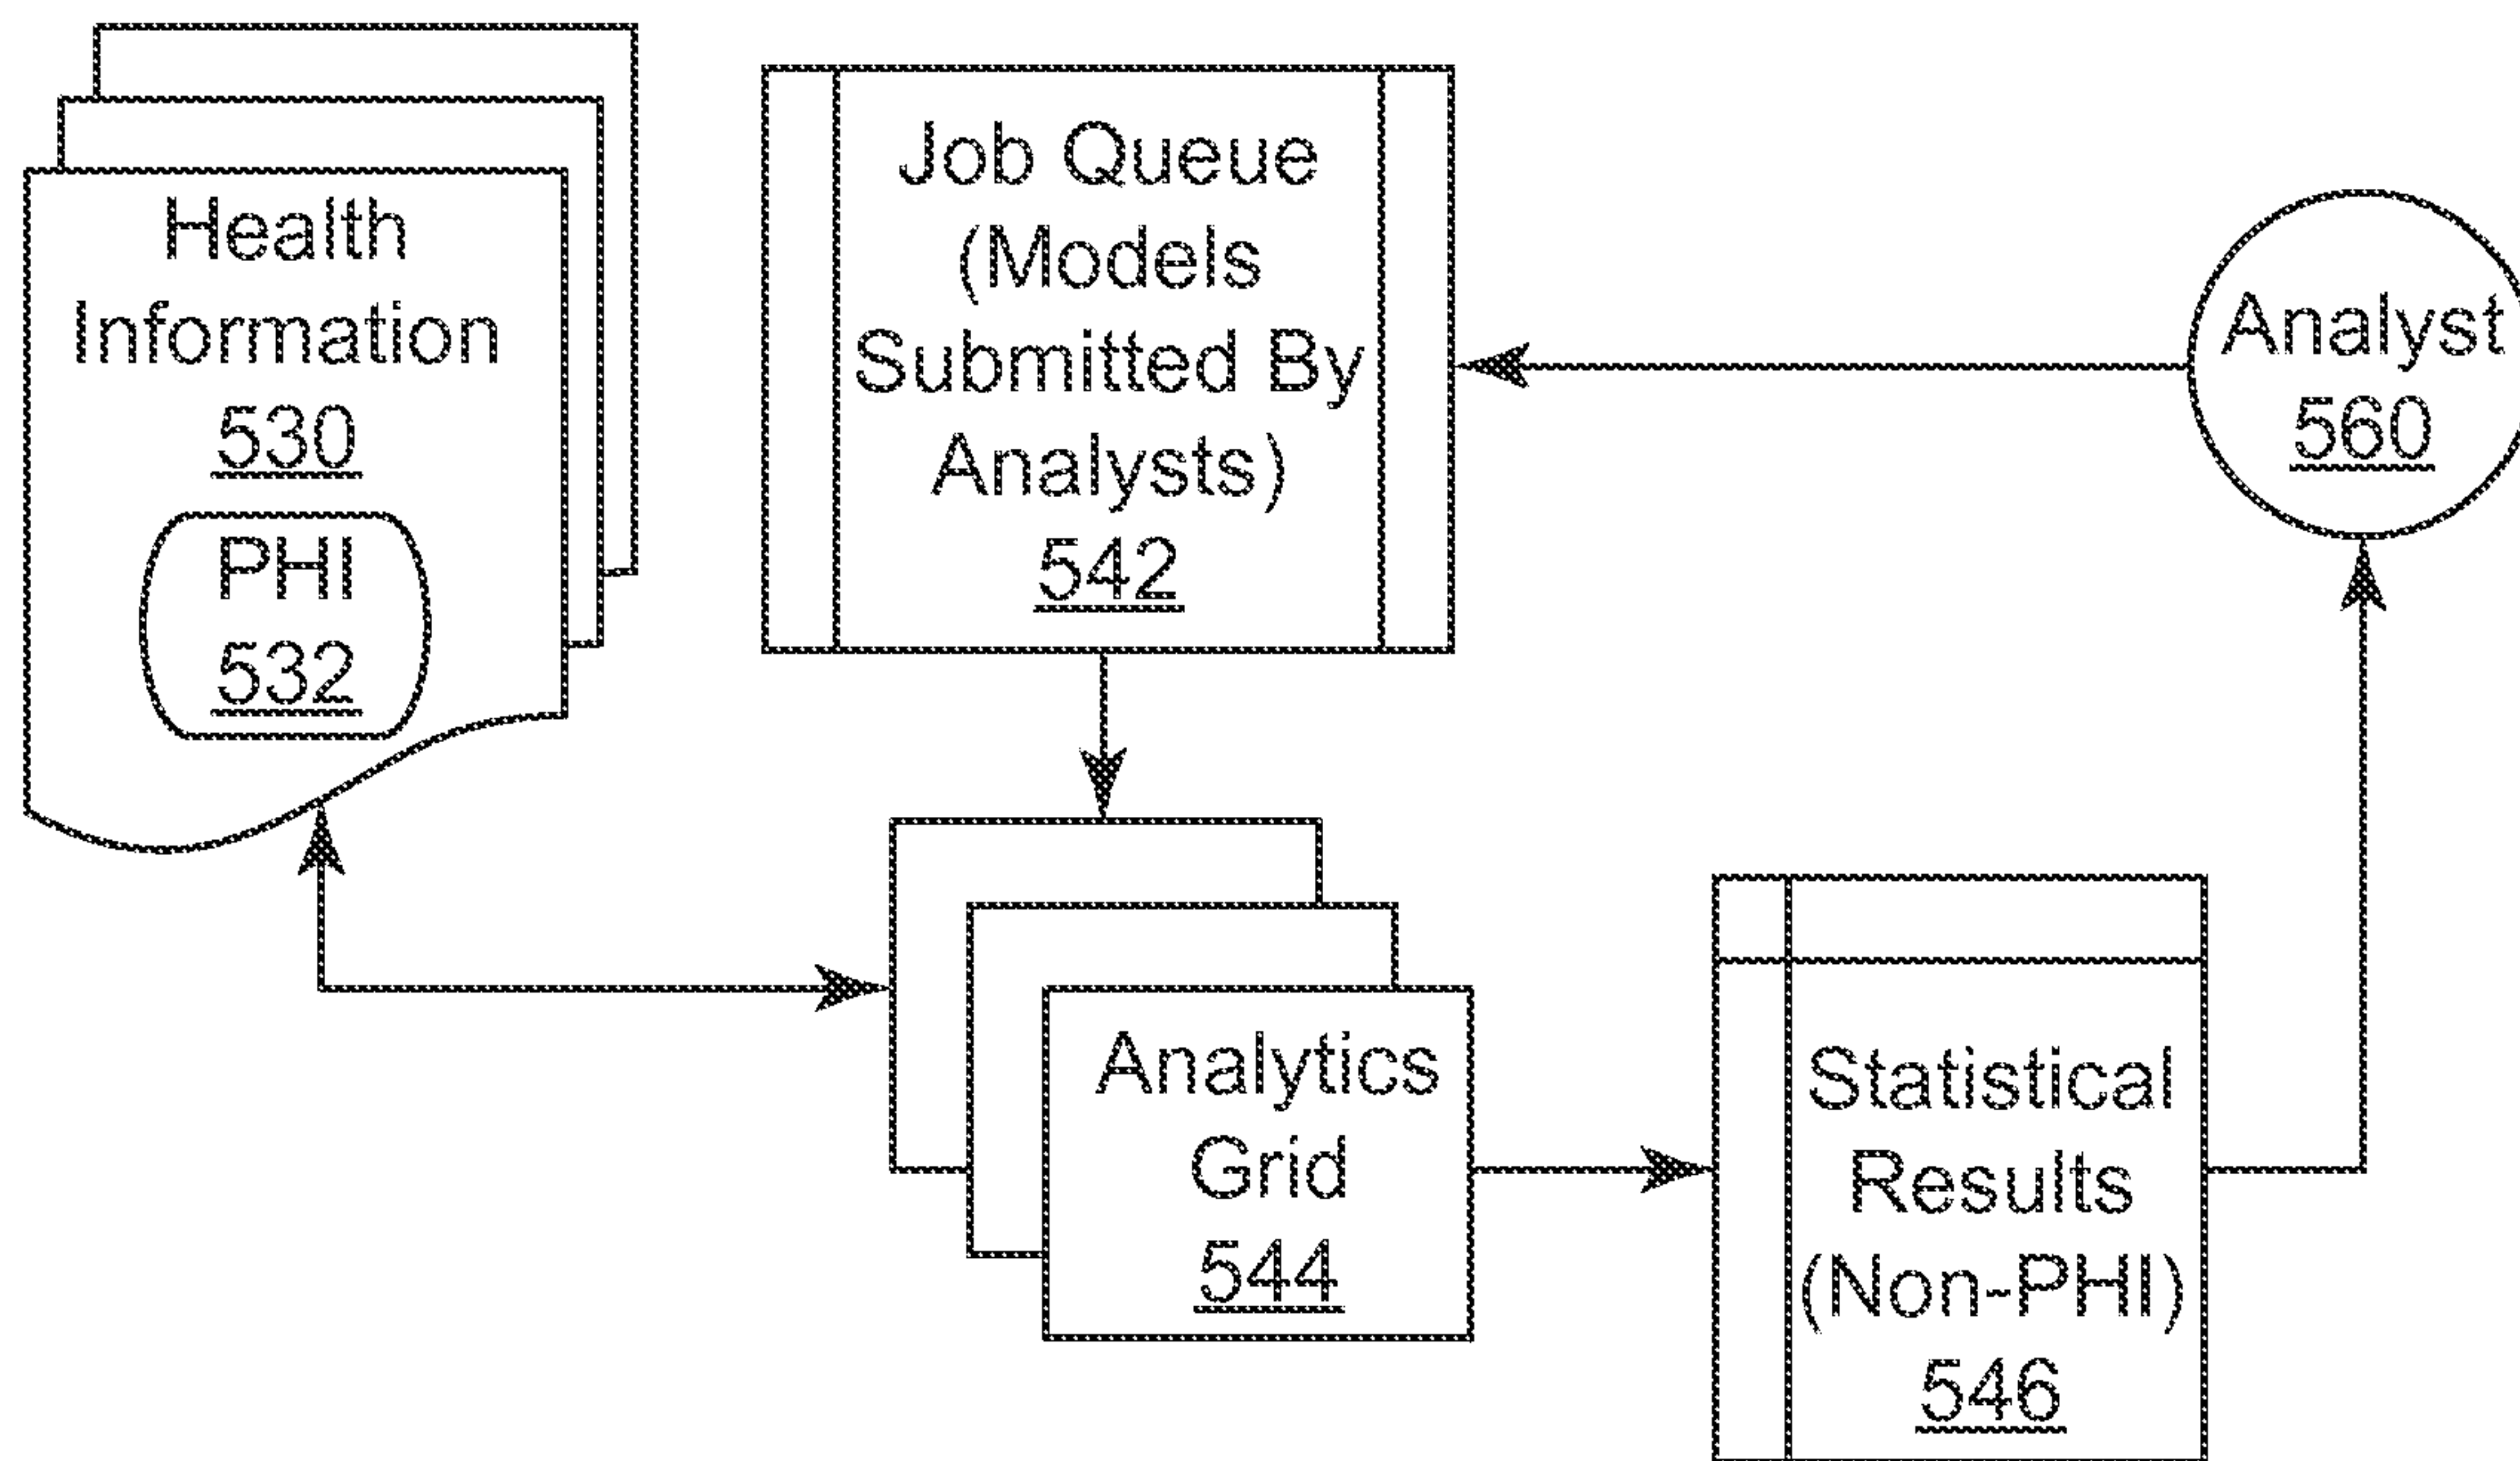 Health
Information
530
PHI
532
Job Queue
(Models
Submitted By
Analysts)
542
Analyst
560
Analytics
Grid
544
Statistical
Results
(Non-PHI)
546